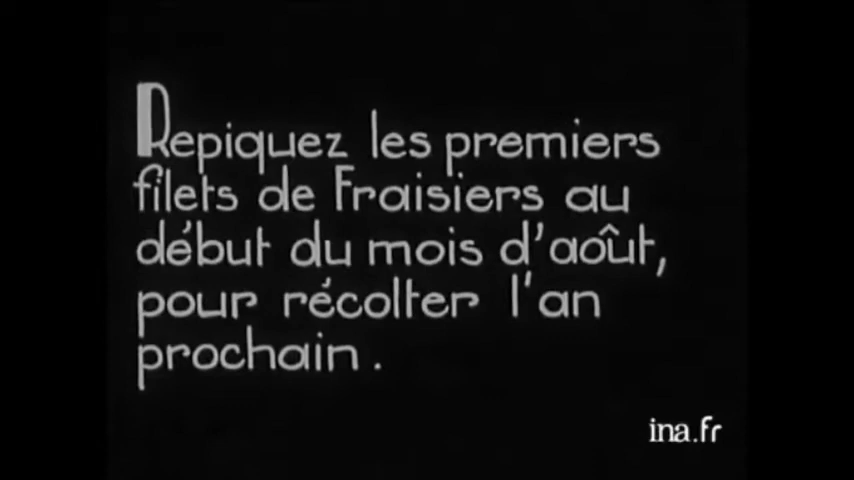 Repiquez les premiers
filets de Fraisiers au
début du mois d'août,
pour récolter l'an
prochain.
ina.fr